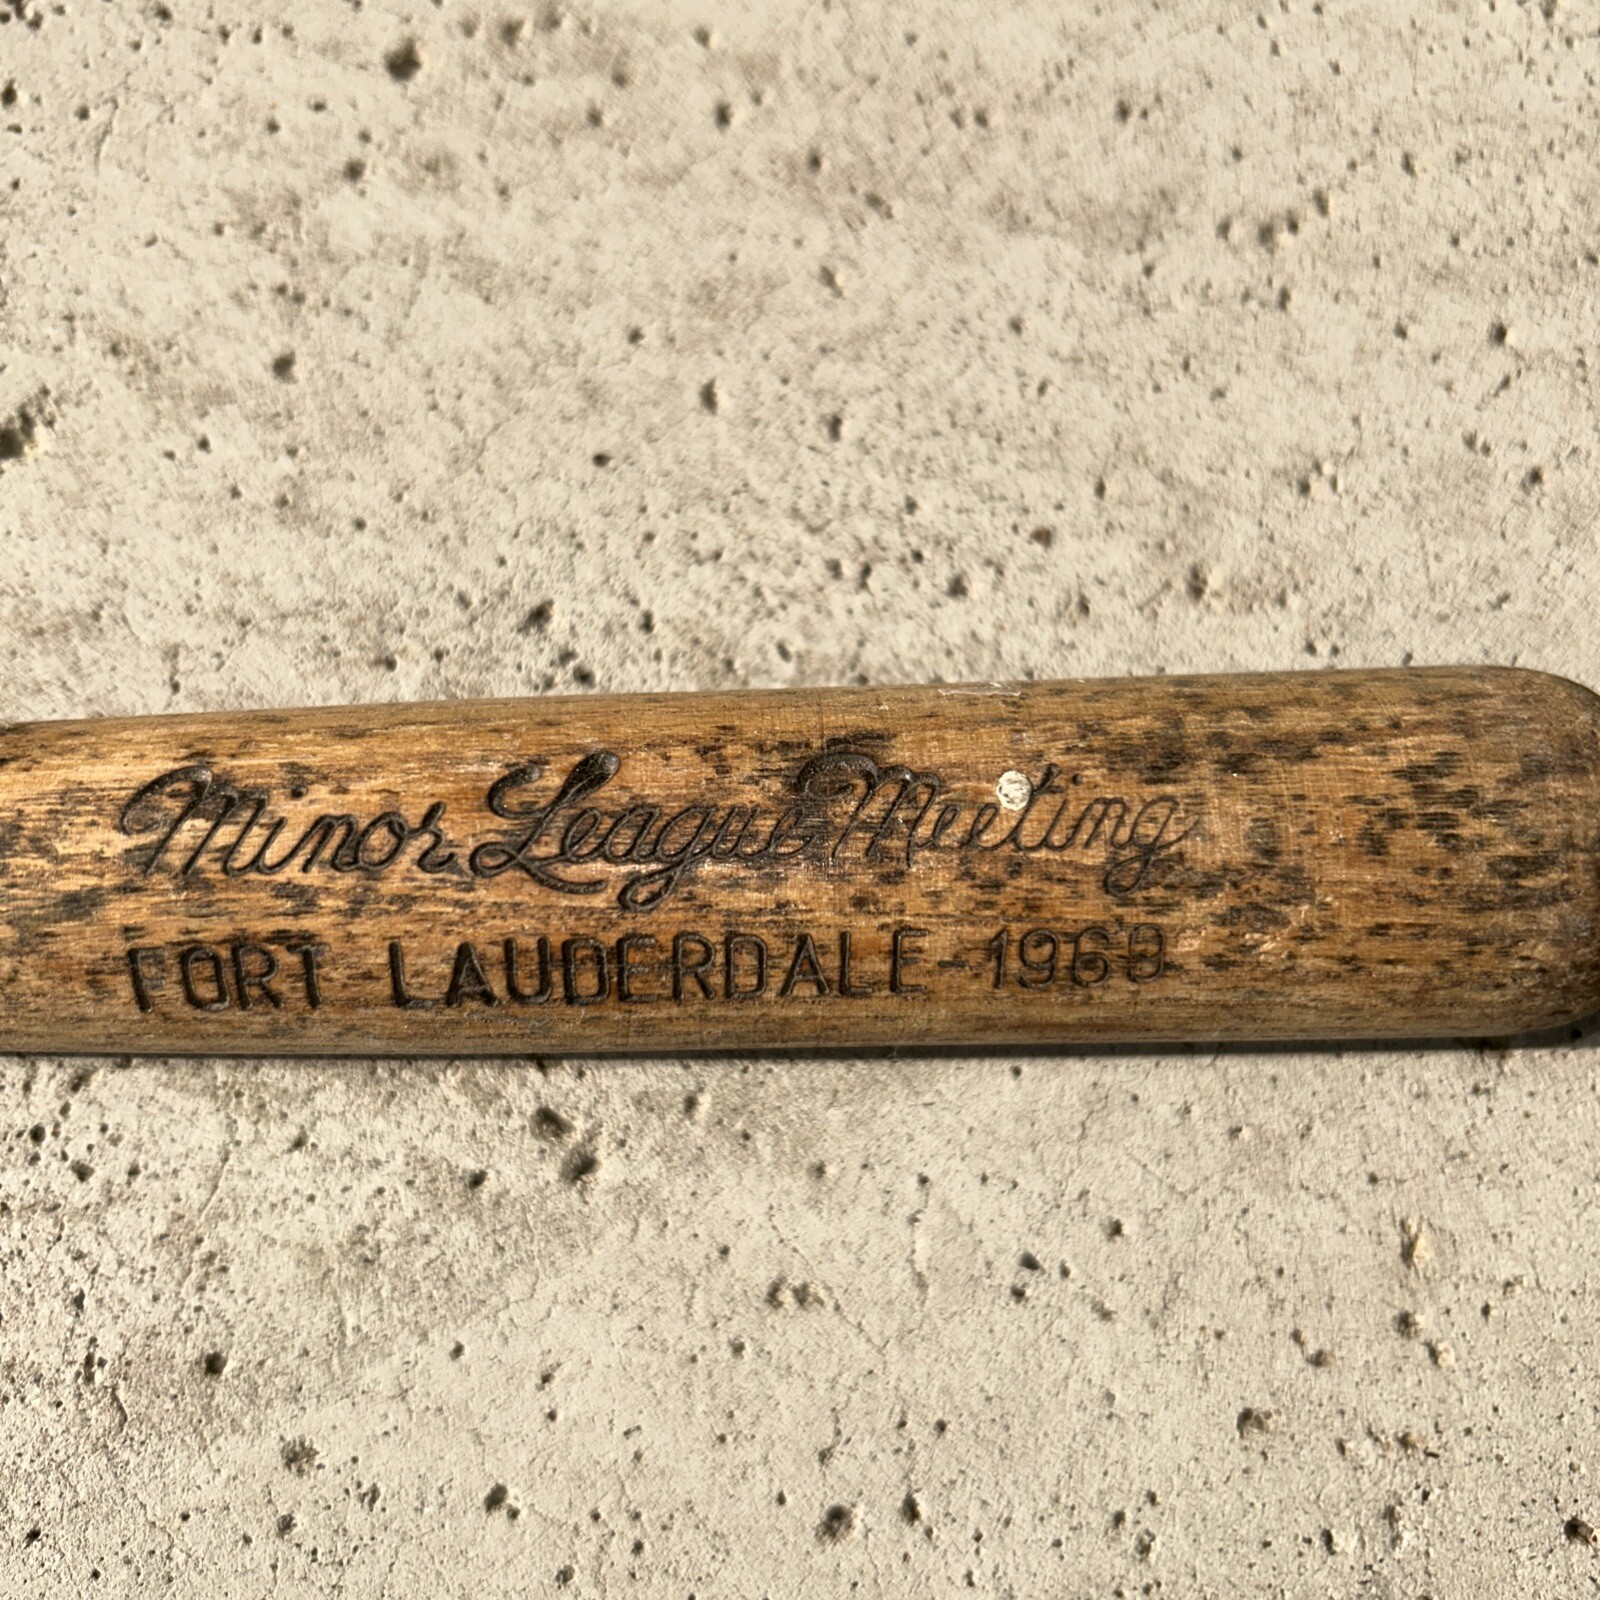 Minor League Meeting
FORT LAUDERDALE-1969